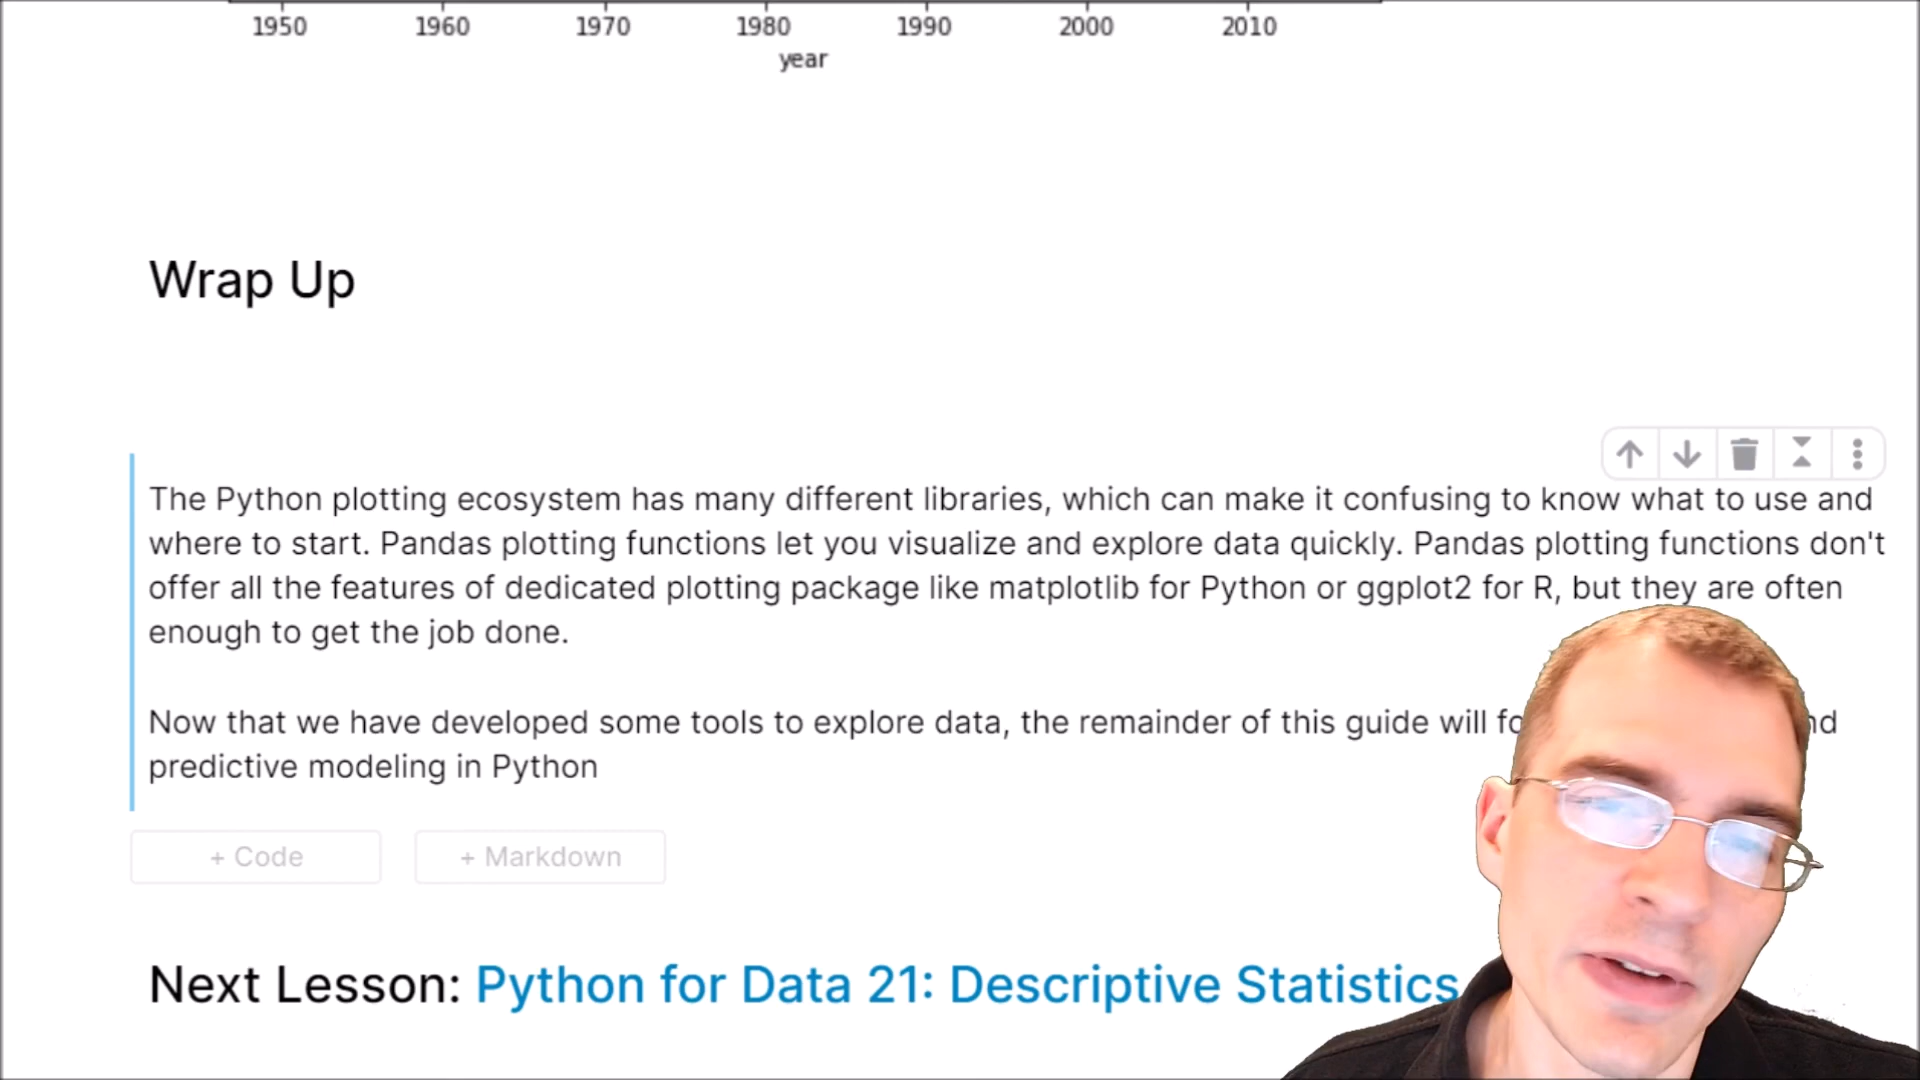 1950 1960 1970 1980 1990 2000 2010
year
Wrap Up
The Python plotting ecosystem has many different libraries, which can make it confusing to know what to use and
where to start. Pandas plotting functions let you visualize and explore data quickly. Pandas plotting functions don't
offer all the features of dedicated plotting package like matplotlib for Python or ggplot2 for R, but they are often
enough to get the job done.
Now that we have developed some tools to explore data, the remainder of this guide will
predictive modeling in Python
+ Code + Markdown
Next Lesson: Python for Data 21: Descriptive Statistics